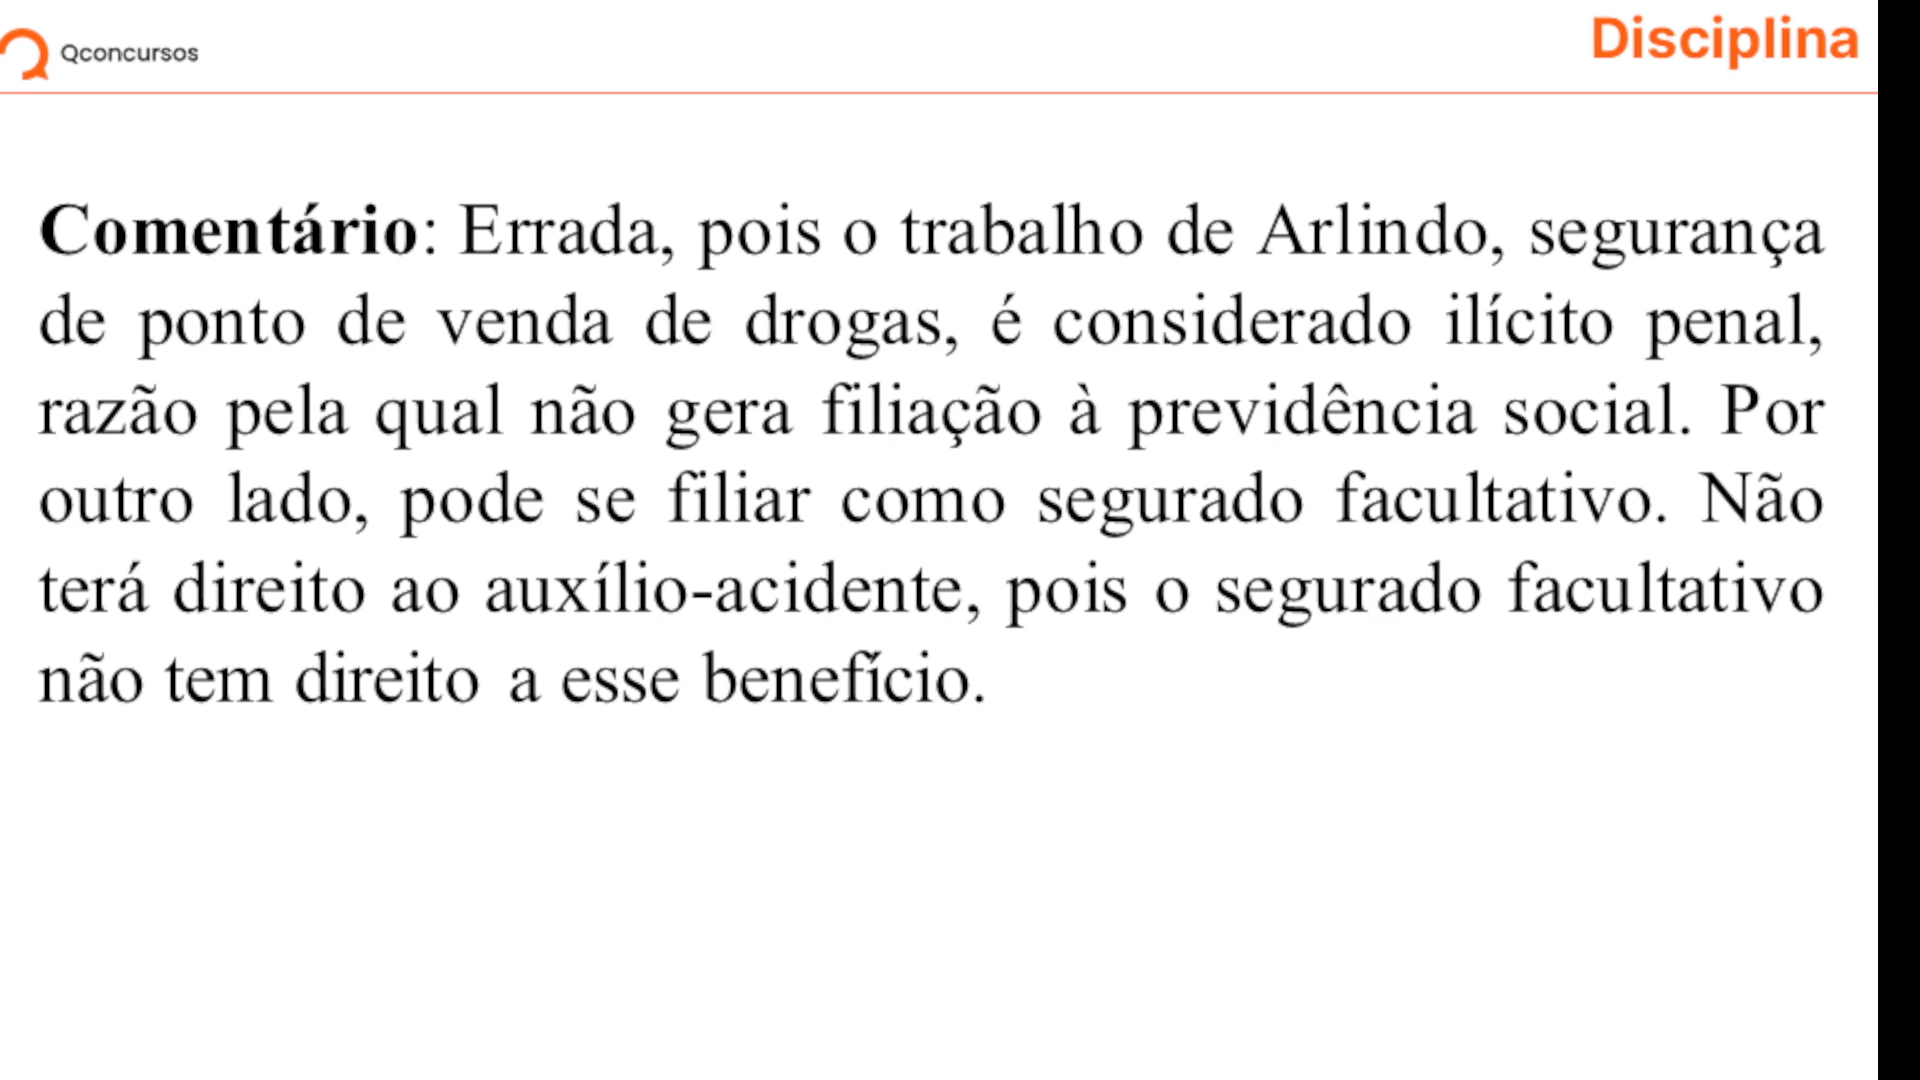 Qconcursos
Disciplina
Comentário: Errada, pois o trabalho de Arlindo, segurança
de ponto de venda de drogas, é considerado ilícito penal,
razão pela qual não gera filiação à previdência social. Por
outro lado, pode se filiar como segurado facultativo. Não
terá direito ao auxílio-acidente, pois o segurado facultativo
não tem direito a esse benefício.